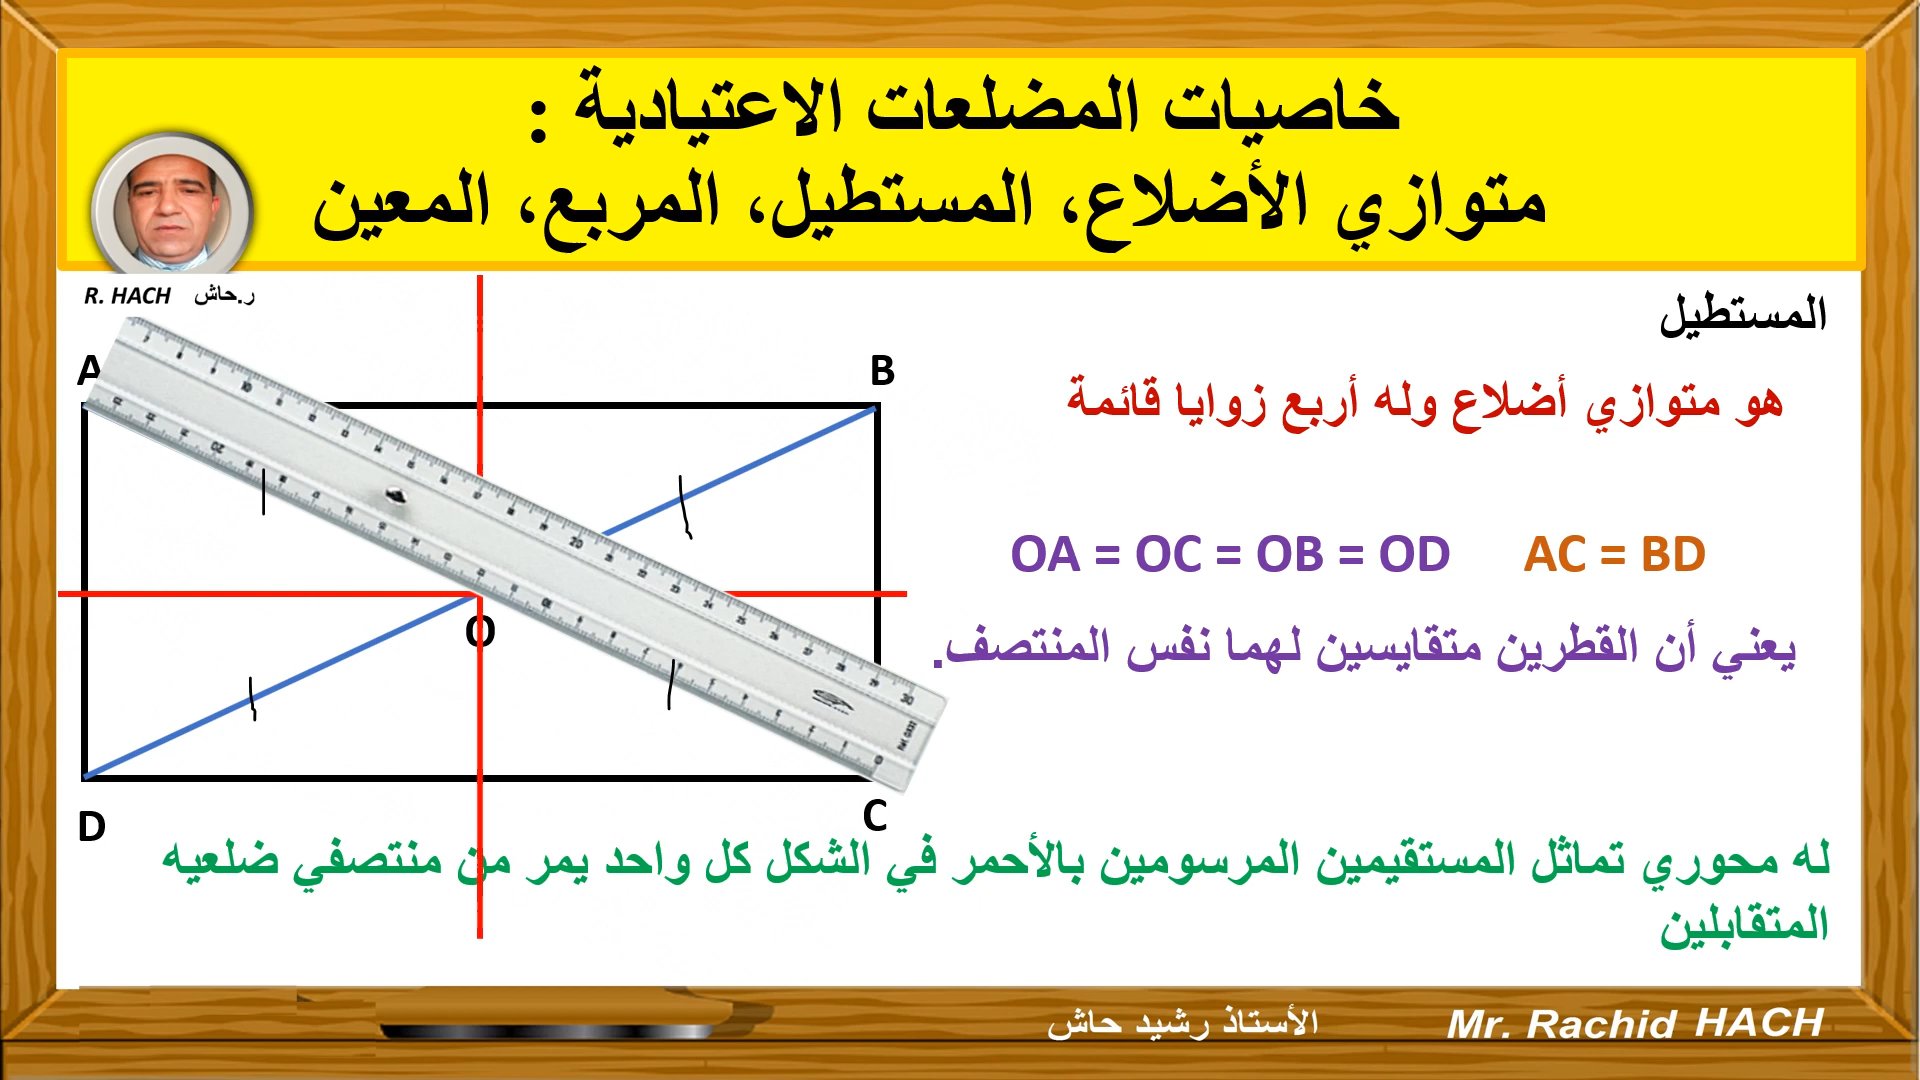 خاصيات المضلعات الاعتيادية :
متوازي الأضلاع، المستطيل، المربع، المعين
R. HACH ر.حاش
المستطيل
A
B
هو متوازي أضلاع وله أربع زوايا قائمة
OA = OC = OB = OD AC = BD
O
يعني أن القطرين متقايسين لهما نفس المنتصف.
D
C
له محوري تماثل المستقيمين المرسومين بالأحمر في الشكل كل واحد يمر من منتصفي ضلعيه
المتقابلين
الأستاذ رشيد حاش Mr. Rachid HACH